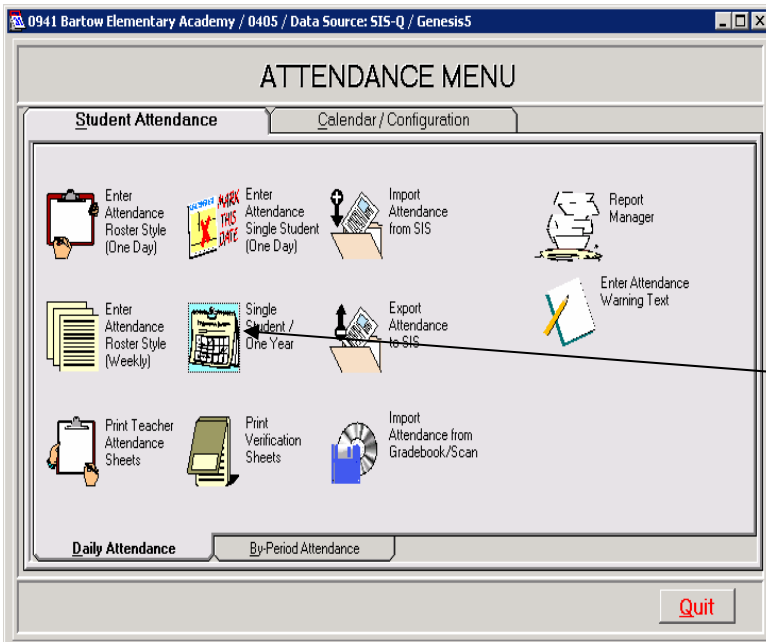 0941 Bartow Elementary Academy / 0405 / Data Source: SIS-Q / Genesis5
ATTENDANCE MENU
Student Attendance
Calendar / Configuration
Enter
Attendance
Roster Style
(One Day)
MARK
THIS
DATE
Enter
Attendance
Single Student
(One Day)
Import
Attendance
from SIS
Report
Manager
Enter Attendance
Warning Text
Enter
Attendance
Roster Style
(Weekly)
Single
Student /
One Year
Export
Attendance
to SIS
Print Teacher
Attendance
Sheets
Print
Verification
Sheets
Import
Attendance from
Gradebook/Scan
Daily Attendance
By-Period Attendance
Quit